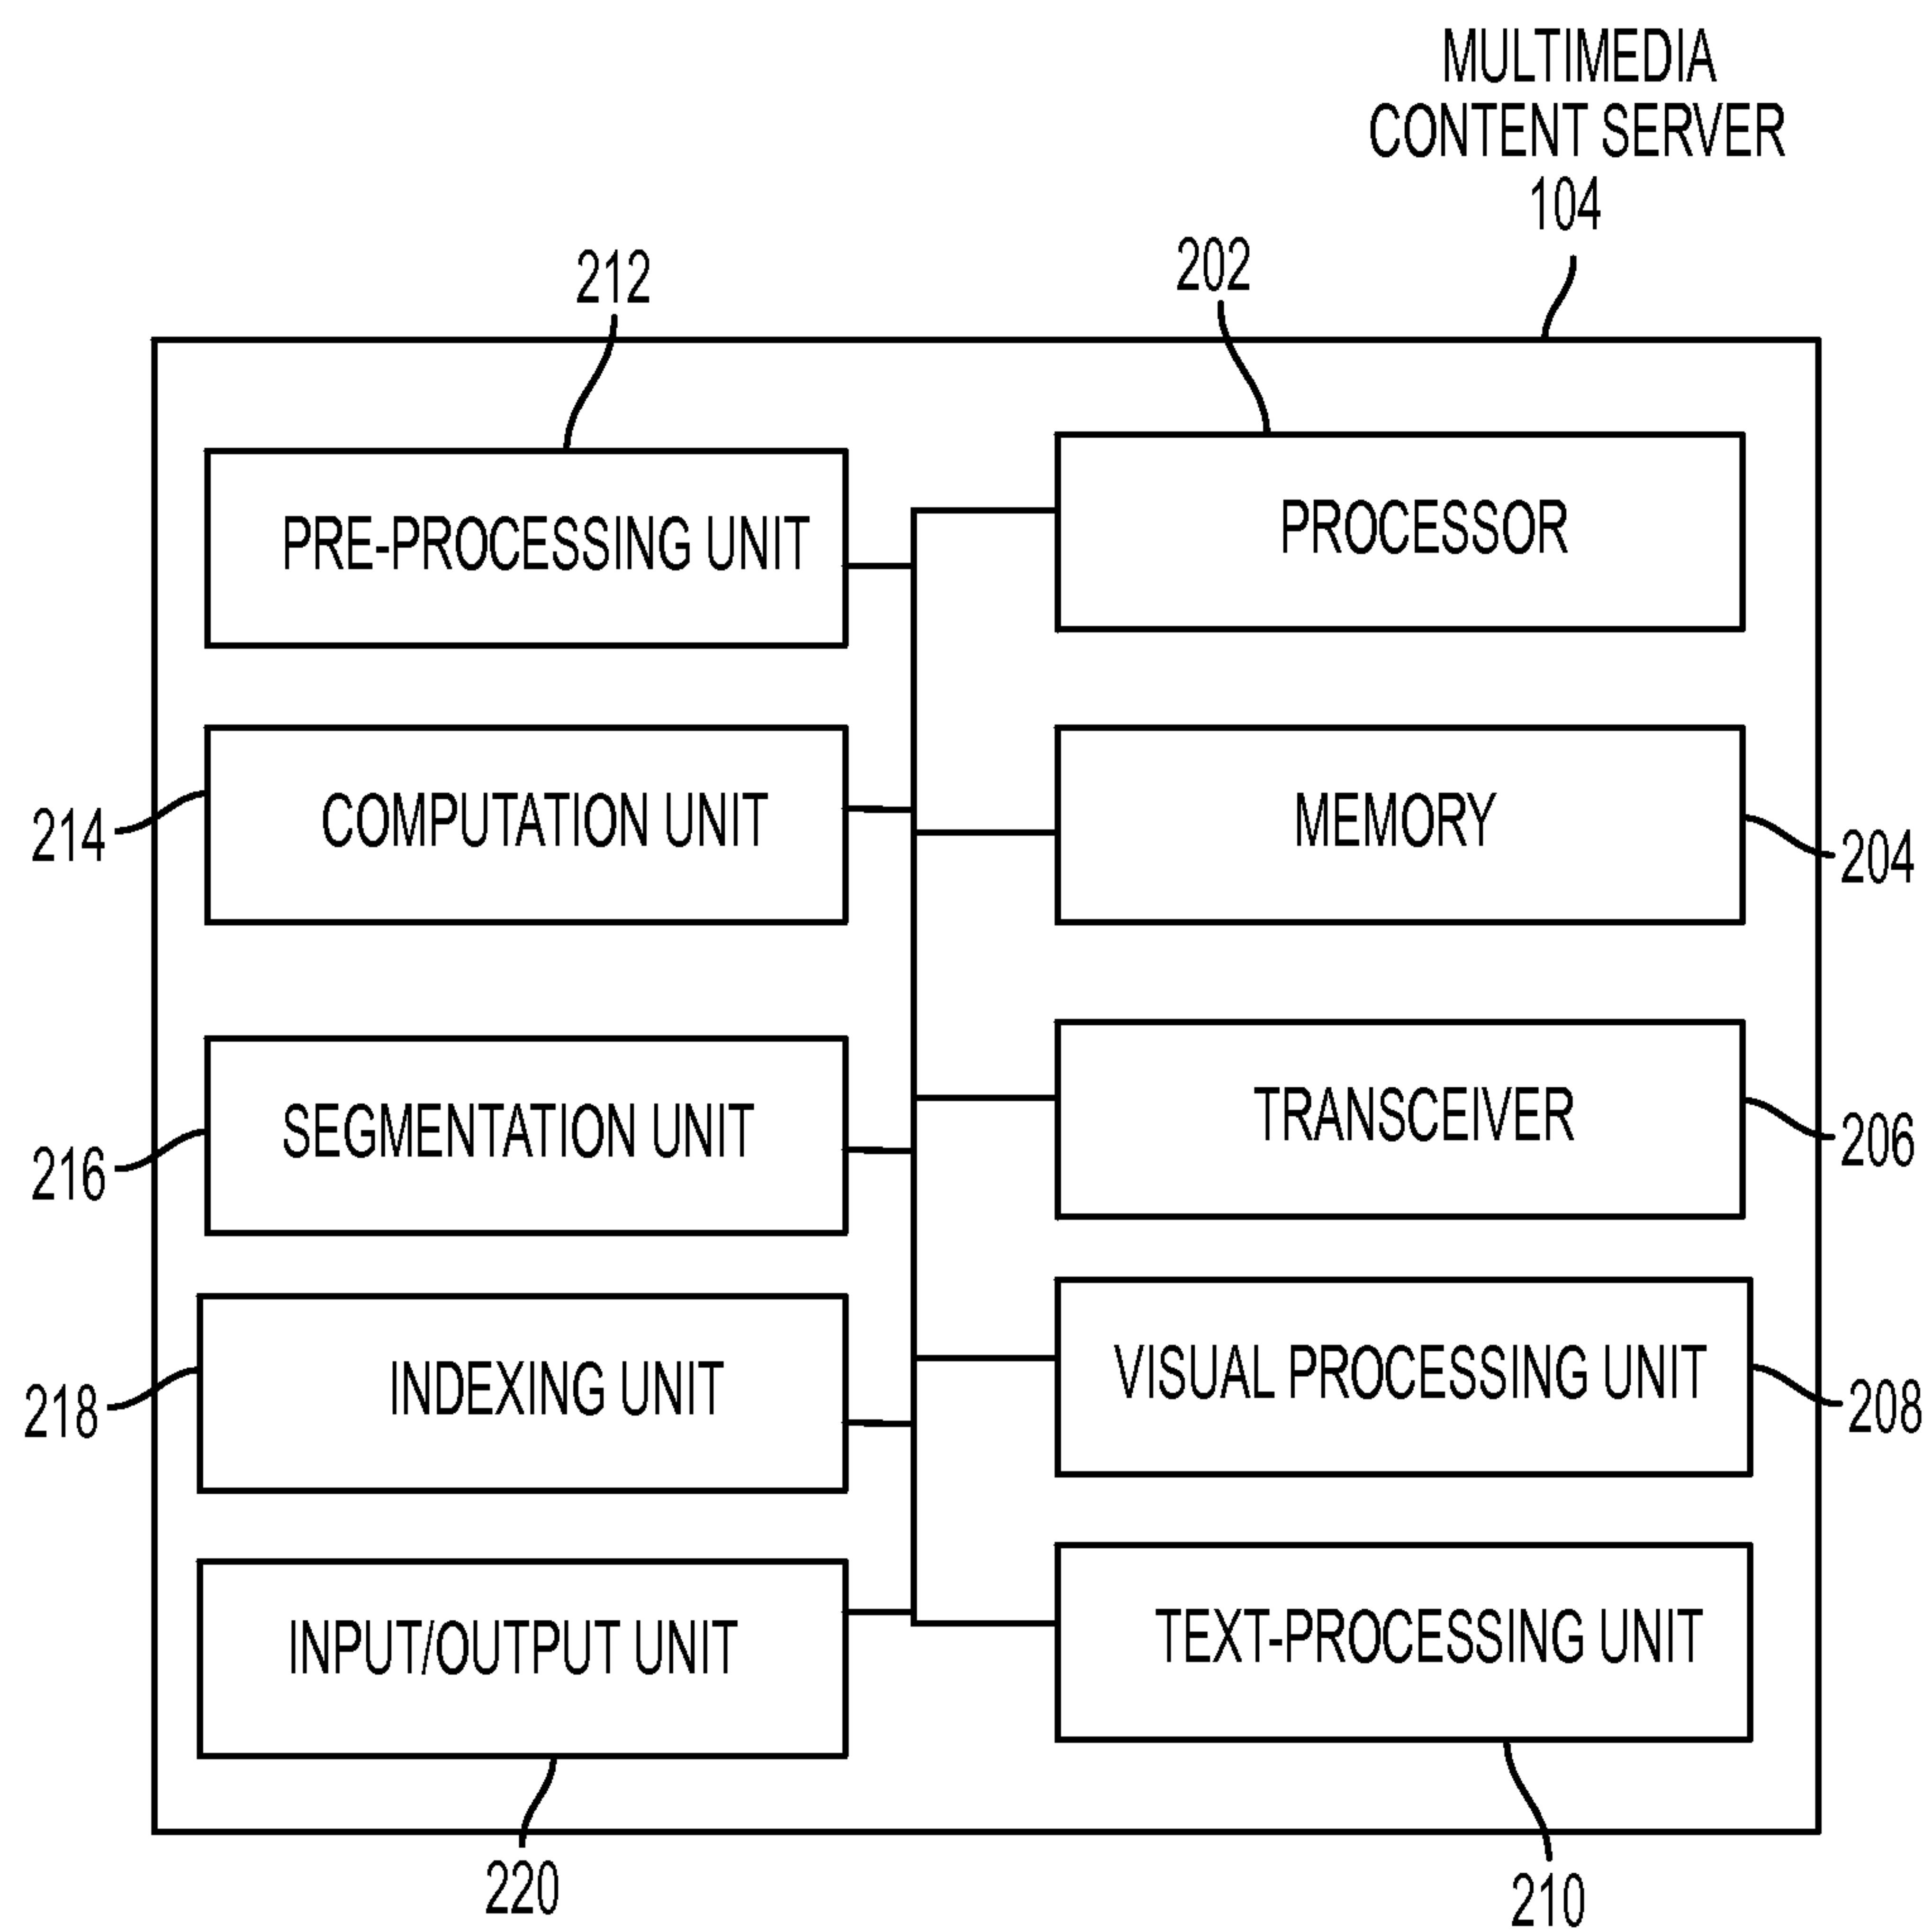 MULTIMEDIA
CONTENT SERVER
104
212
202
PRE-PROCESSING UNIT
PROCESSOR
214
COMPUTATION UNIT
MEMORY
204
216
SEGMENTATION UNIT
TRANSCEIVER
206
218
INDEXING UNIT
VISUAL PROCESSING UNIT
208
INPUT/OUTPUT UNIT
TEXT-PROCESSING UNIT
220
210